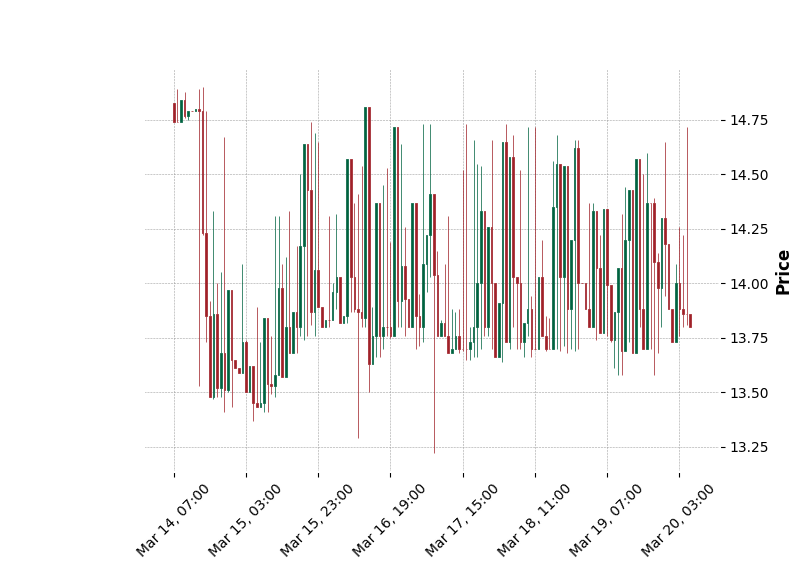 14.75
14.50
14.25
14.00
13.75
13.50
13.25
Price
Mar 14, 07:00
Mar 15, 03:00
Mar 15, 23:00
Mar 16, 19:00
Mar 17, 15:00
Mar 18, 11:00
Mar 19, 07:00
Mar 20, 03:00